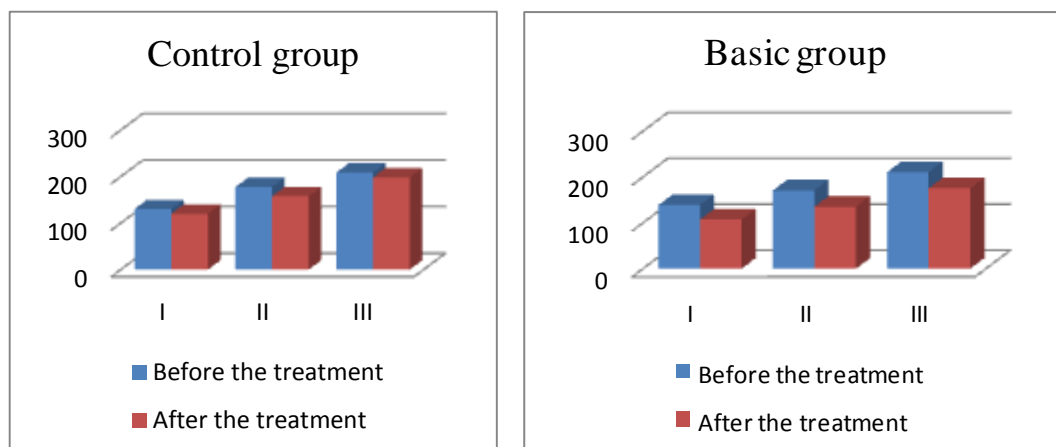 Control group
300
200
100
0
I II III
Before the treatment
After the treatment
Basic group
300
200
100
0
I II III
Before the treatment
After the treatment